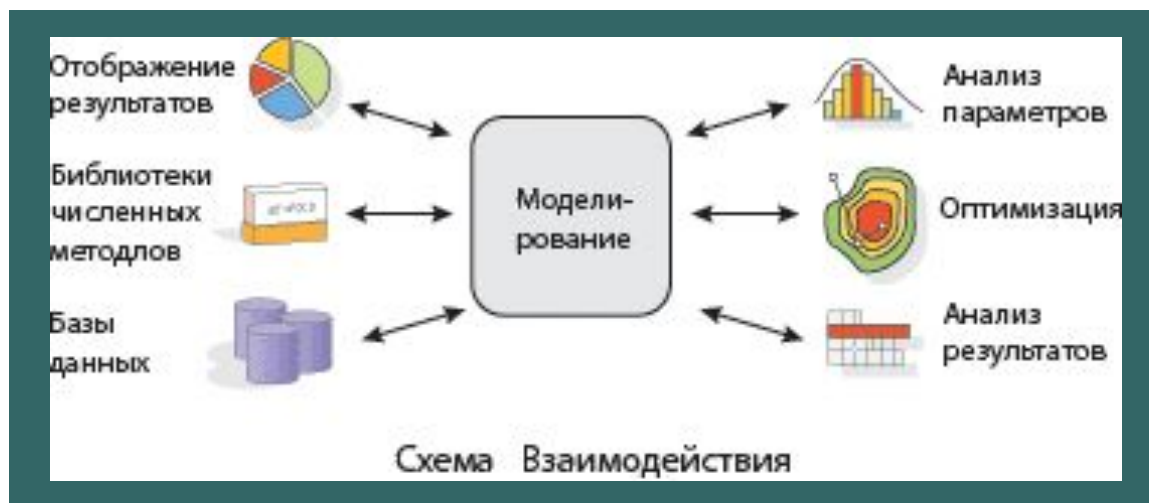 Отображение
результатов
Библиотеки
численных
методлов
Базы
данных
Модели-
рование
Анализ
параметров
Оптимизация
Анализ
результатов
Схема Взаимодействия